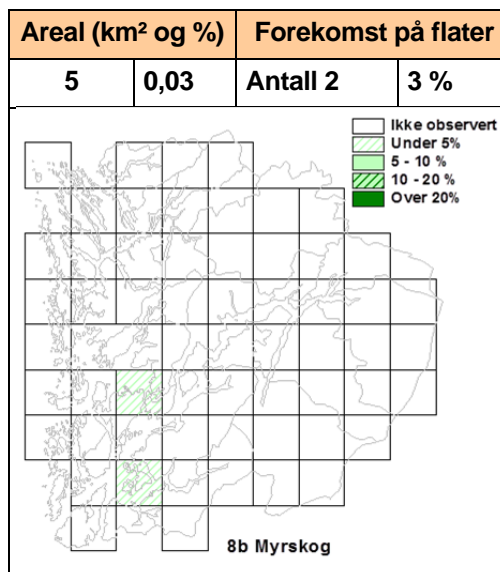 Areal (km² og %) Forekomst på flater
5 0,03 Antall 2 3 %
Ikke observert
Under 5%
5 - 10 %
10 - 20 %
Over 20%
8b Myrskog